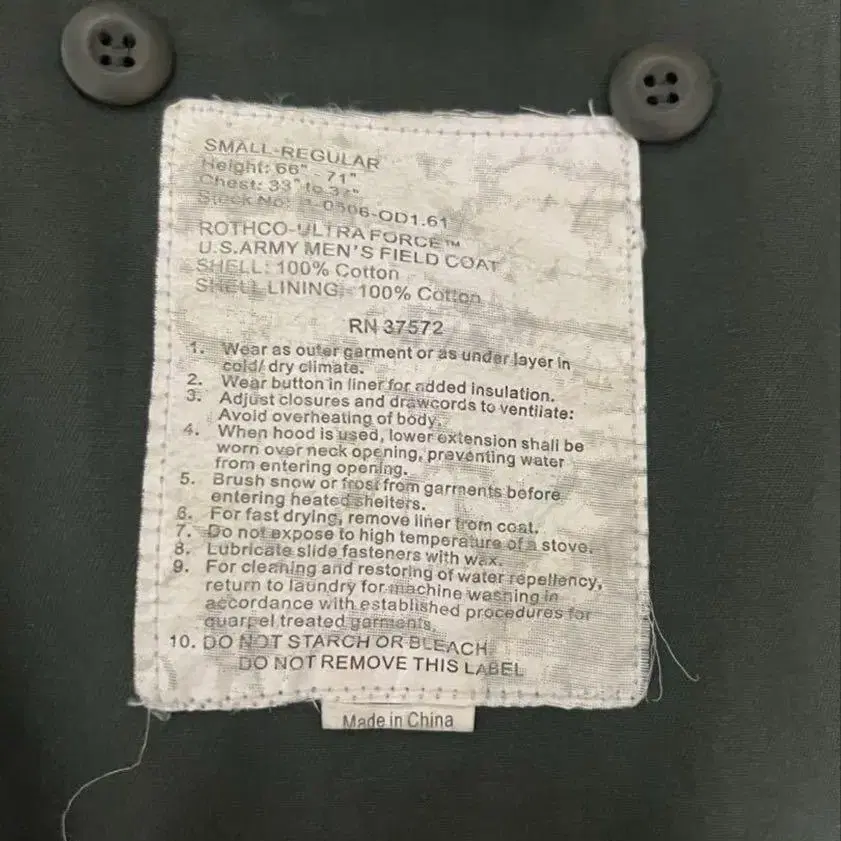 SMALL-REGULAR
Height: 66" - 71"
Chest: 33" to 37"
Stock No:
ROTHCO-ULTRA FORCE™
U.S.ARMY MEN'S FIELD COAT
SHELL: 100% Cotton
SHELL LINING: 100% Cotton
RN 37572
1. Wear as outer garment or as under layer in
cold/ dry climate.
2. Wear button in liner for added insulation.
3. Adjust closures and drawcords to ventilate:
Avoid overheating of body.
4. When hood is used, lower extension shall be
worn over neck opening, preventing water
from entering opening.
5. Brush snow or frost from garments before
entering heated shelters.
6. For fast drying, remove liner from coat.
7. Do not expose to high temperature of a stove.
8. Lubricate slide fasteners with wax.
9. For cleaning and restoring of water repellency,
return to laundry for machine washing in
accordance with established procedures for
quarpel treated garments.
10. DO NOT STARCH OR BLEACH
DO NOT REMOVE THIS LABEL
Made in China